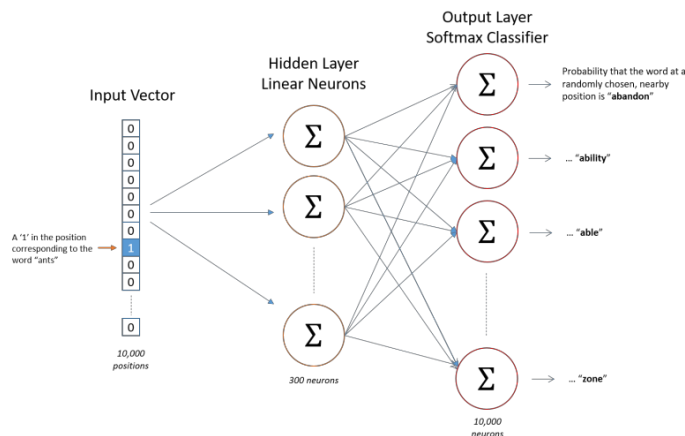 Output Layer
Softmax Classifier
Hidden Layer
Linear Neurons
Input Vector
Probability that the word at a
randomly chosen, nearby
position is “abandon”
0
0
0
0
0
0
0
1
0
0
0
A ‘1’ in the position
corresponding to the
word “ants”
Σ
Σ
Σ
Σ
Σ
Σ
Σ
... “ability”
... “able”
... “zone”
10,000
positions
300 neurons
10,000
neurons